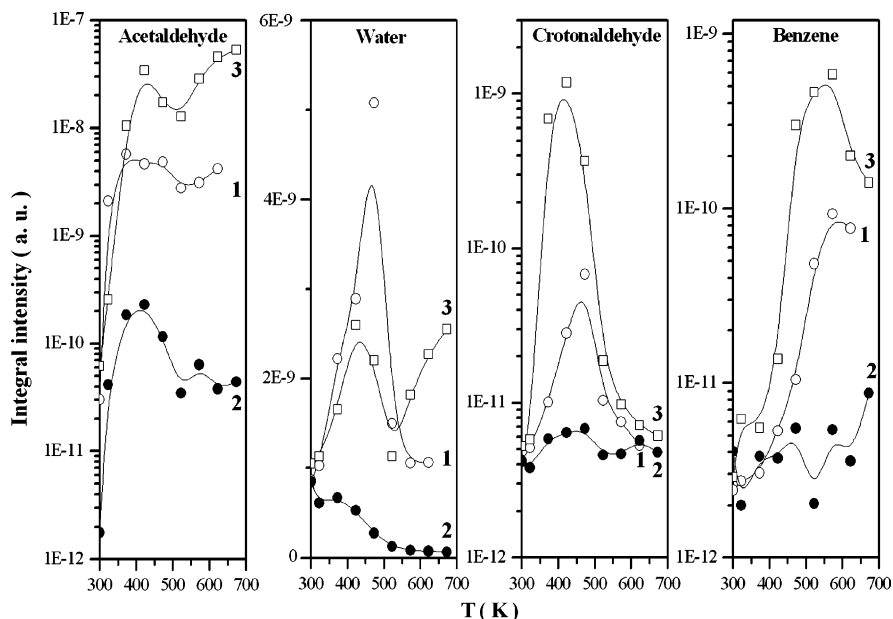 Acetaldehyde
Water
Crotonaldehyde
Benzene
Integral intensity ( a. u. )
1E-7
1E-8
1E-9
1E-10
1E-11
1E-12
3
1
2
300 400 500 600 700
6E-9
4E-9
2E-9
0
3
1
2
300 400 500 600 700
1E-9
1E-10
1E-11
1E-12
3
1
2
300 400 500 600 700
1E-9
1E-10
1E-11
1E-12
3
1
2
300 400 500 600 700
T ( K )